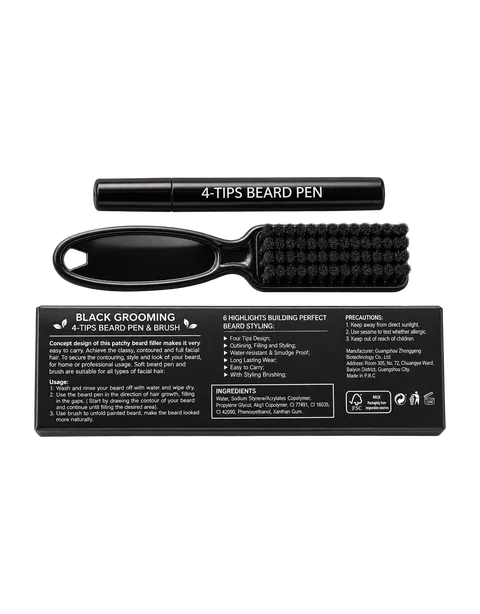 4-TIPS BEARD PEN
BLACK GROOMING
4-TIPS BEARD PEN & BRUSH
Concept design of this patchy beard filler makes it very
easy to carry. Achieve the classy, contoured and full facial
hair. To secure the contouring, style and look of your beard,
for home or professional usage. Soft beard pen and
brush are suitable for all types of facial hair.
Usage:
1. Wash and rinse your beard off with water and wipe dry.
2. Use the beard pen in the direction of hair growth, filling
in the gaps. ( Start by drawing the contour of your beard
and continue until filling the desired area).
3. Use brush to unfold painted beard, make the beard looked
more naturally.
6 HIGHLIGHTS BUILDING PERFECT
BEARD STYLING:
▶ Four Tips Design;
▶ Outlining, Filling and Styling;
▶ Water-resistant & Smudge Proof;
▶ Long Lasting Wear;
▶ Easy to Carry;
▶ With Styling Brushing;
INGREDIENTS
Water, Sodium Styrene/Acrylates Copolymer,
Propylene Glycol, Akg1 Copolymer, CI 77491, CI 16035,
CI 42090, Phenoxyethanol, Xanthan Gum.
PRECAUTIONS:
1. Keep away from direct sunlight.
2. Use sesame to test whether allergic.
3. Keep out of reach of children.
Manufacturer: Guangzhou Zhonggeng
Biotechnology Co., Ltd.
Address: Room 305, No. 72, Chuangye Ward,
Baiyun District, Guangzhou City.
Made in P.R.C
FSC
MIX
Packaging from
responsible sources